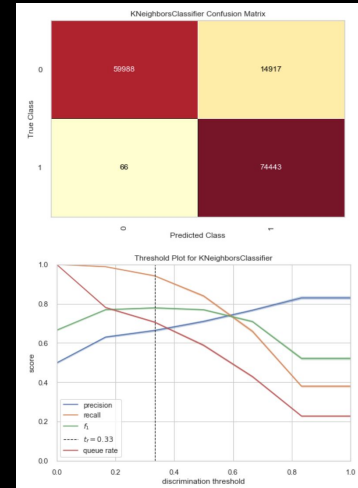 KNeighborsClassifier Confusion Matrix
True Class
0
59988
14917
1
66
74443
0
1
Predicted Class
Threshold Plot for KNeighborsClassifier
score
1.0
0.8
0.6
0.4
0.2
0.0
precision
recall
f1
tf = 0.33
queue rate
0.0 0.2 0.4 0.6 0.8 1.0
discrimination threshold